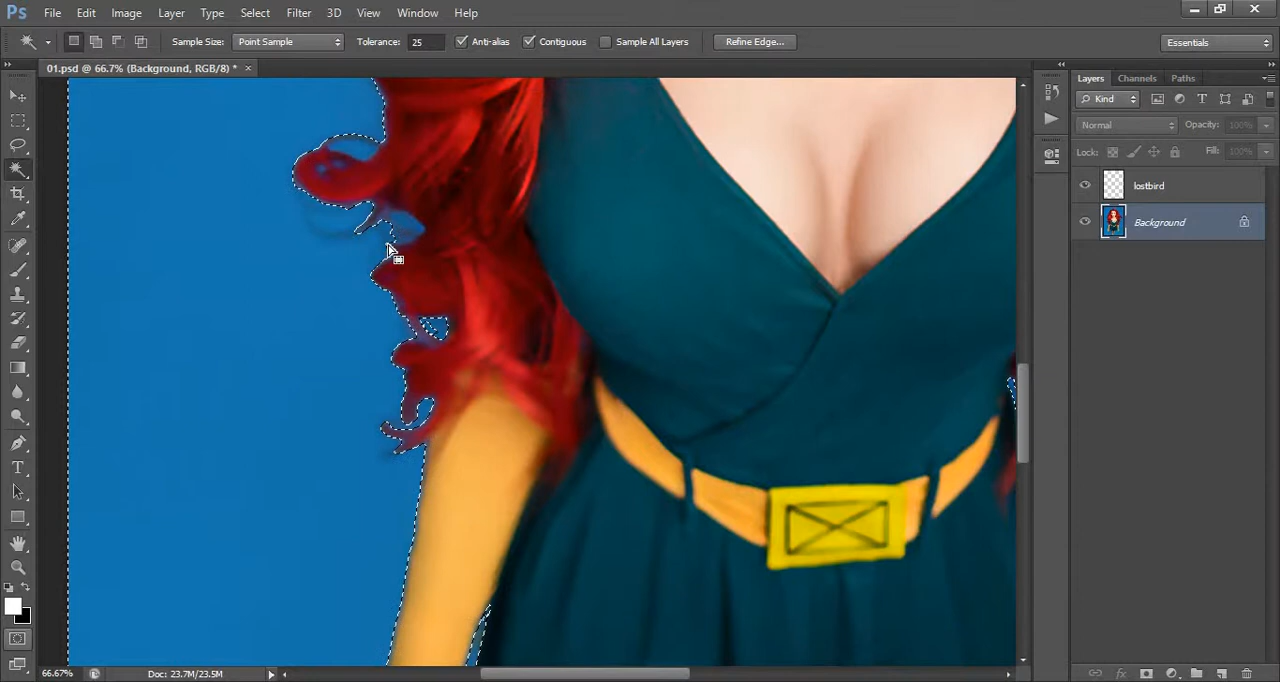 Ps File Edit Image Layer Type Select Filter 3D View Window Help
Sample Size: Point Sample Tolerance: 25 Anti-alias Contiguous Sample All Layers Refine Edge... Essentials
01.psd @ 66.7% (Background, RGB/8) * ×
Layers Channels Paths
Kind
Normal Opacity: 100%
Lock: Fill: 100%
lostbird
Background
66.67% Doc: 23.7M/23.5M